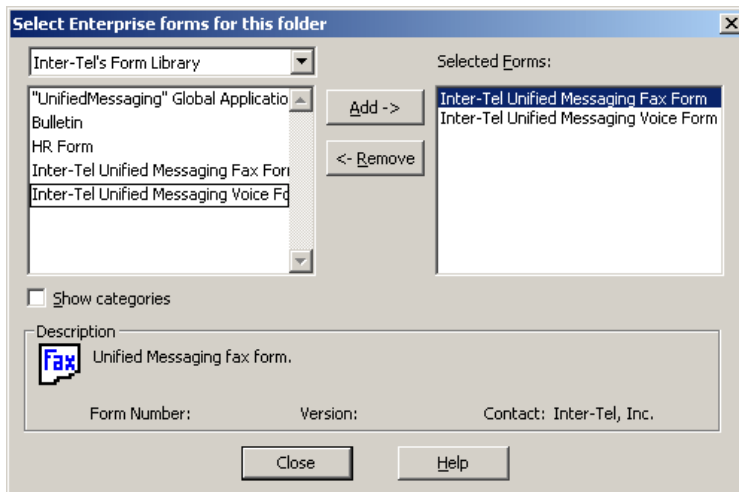 Select Enterprise forms for this folder
Inter-Tel's Form Library
Selected Forms:
"UnifiedMessaging" Global Applicatio
Bulletin
HR Form
Inter-Tel Unified Messaging Fax Forn
Inter-Tel Unified Messaging Voice Fo
Add ->
<- Remove
Inter-Tel Unified Messaging Fax Form
Inter-Tel Unified Messaging Voice Form
Show categories
Description
Fax
Unified Messaging fax form.
Form Number: Version: Contact: Inter-Tel, Inc.
Close Help